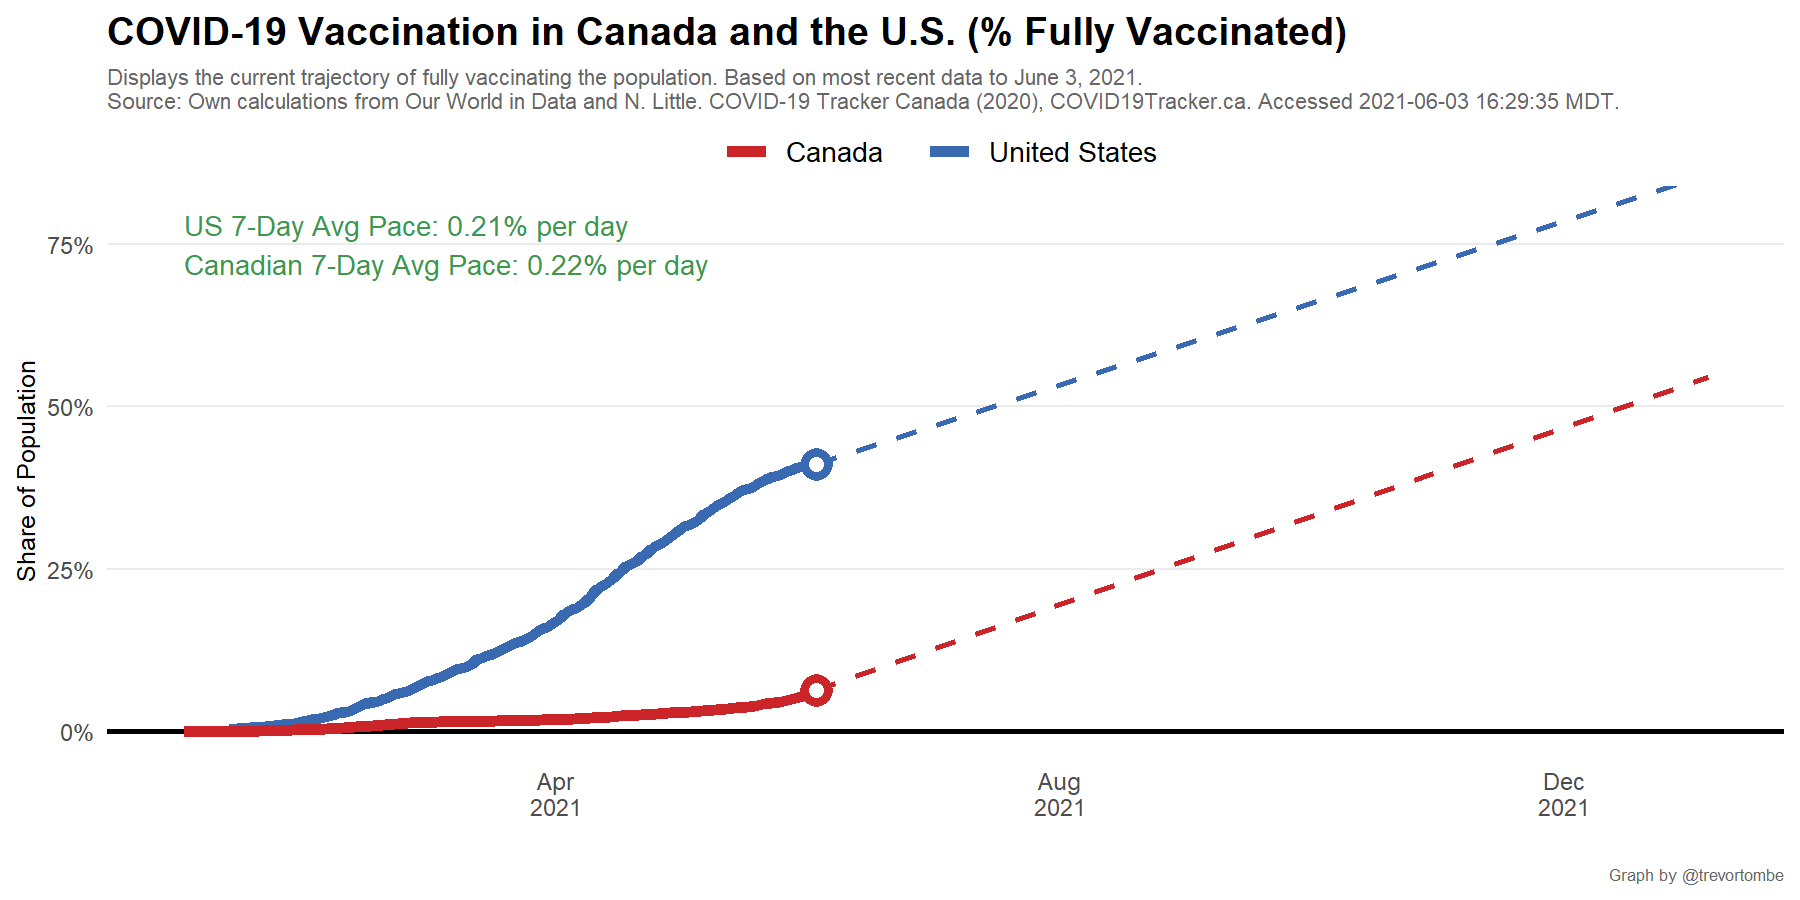 COVID-19 Vaccination in Canada and the U.S. (% Fully Vaccinated)
Displays the current trajectory of fully vaccinating the population. Based on most recent data to June 3, 2021.
Source: Own calculations from Our World in Data and N. Little. COVID-19 Tracker Canada (2020), COVID19Tracker.ca. Accessed 2021-06-03 16:29:35 MDT.
Canada
United States
US 7-Day Avg Pace: 0.21% per day
Canadian 7-Day Avg Pace: 0.22% per day
Share of Population
75%
50%
25%
0%
Apr
2021
Aug
2021
Dec
2021
Graph by @trevortombe